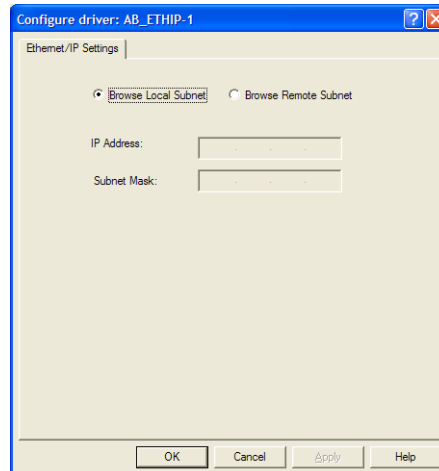 Configure driver: AB_ETHIP-1
Ethernet/IP Settings
Browse Local Subnet Browse Remote Subnet
IP Address:
Subnet Mask:
OK Cancel Apply Help